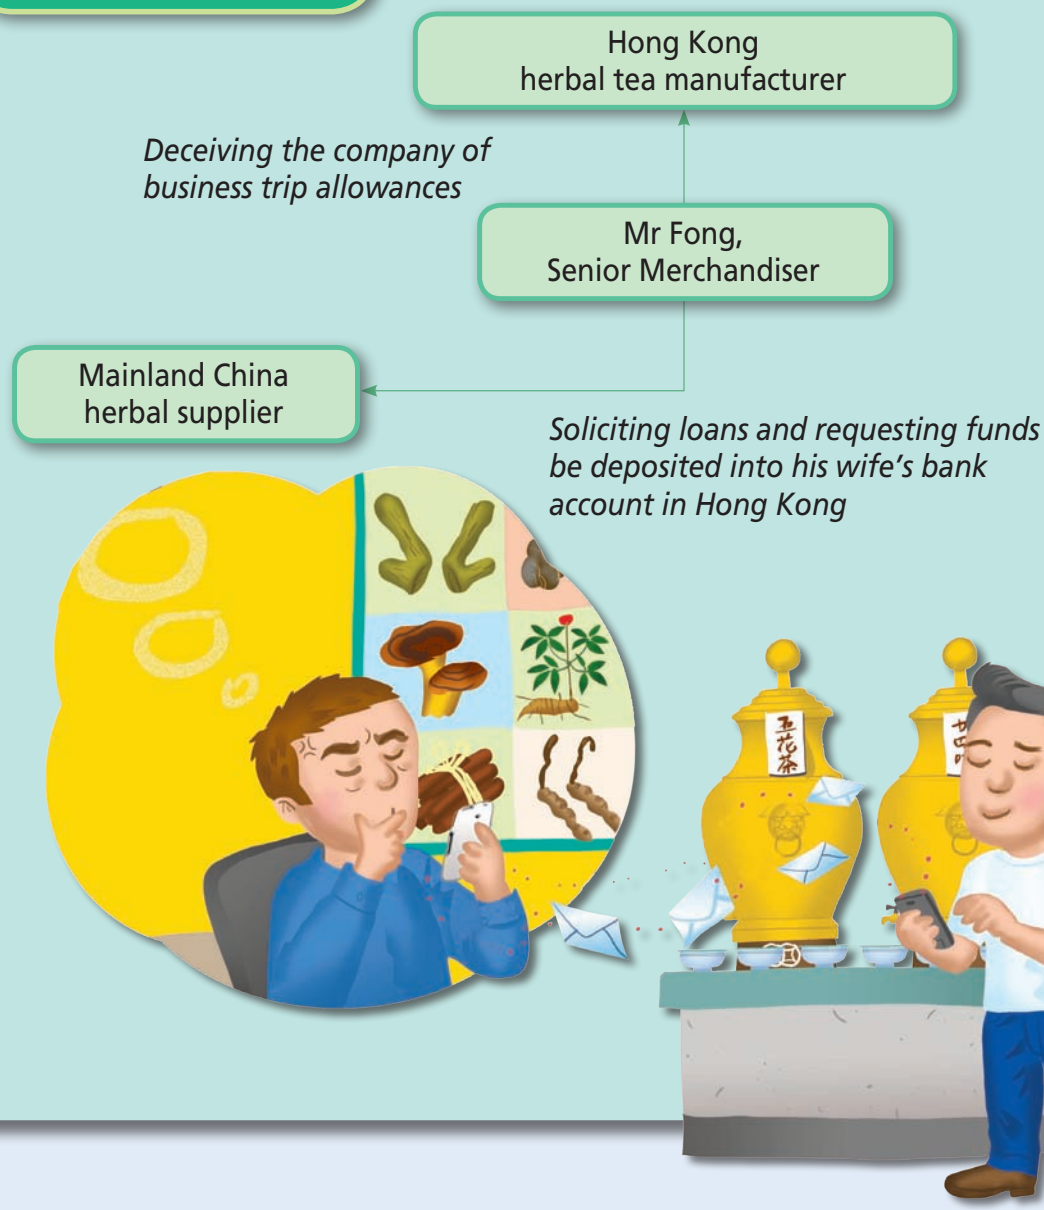 Hong Kong
herbal tea manufacturer
Deceiving the company of
business trip allowances
Mr Fong,
Senior Merchandiser
Mainland China
herbal supplier
Soliciting loans and requesting funds
be deposited into his wife’s bank
account in Hong Kong
五花茶
廿四